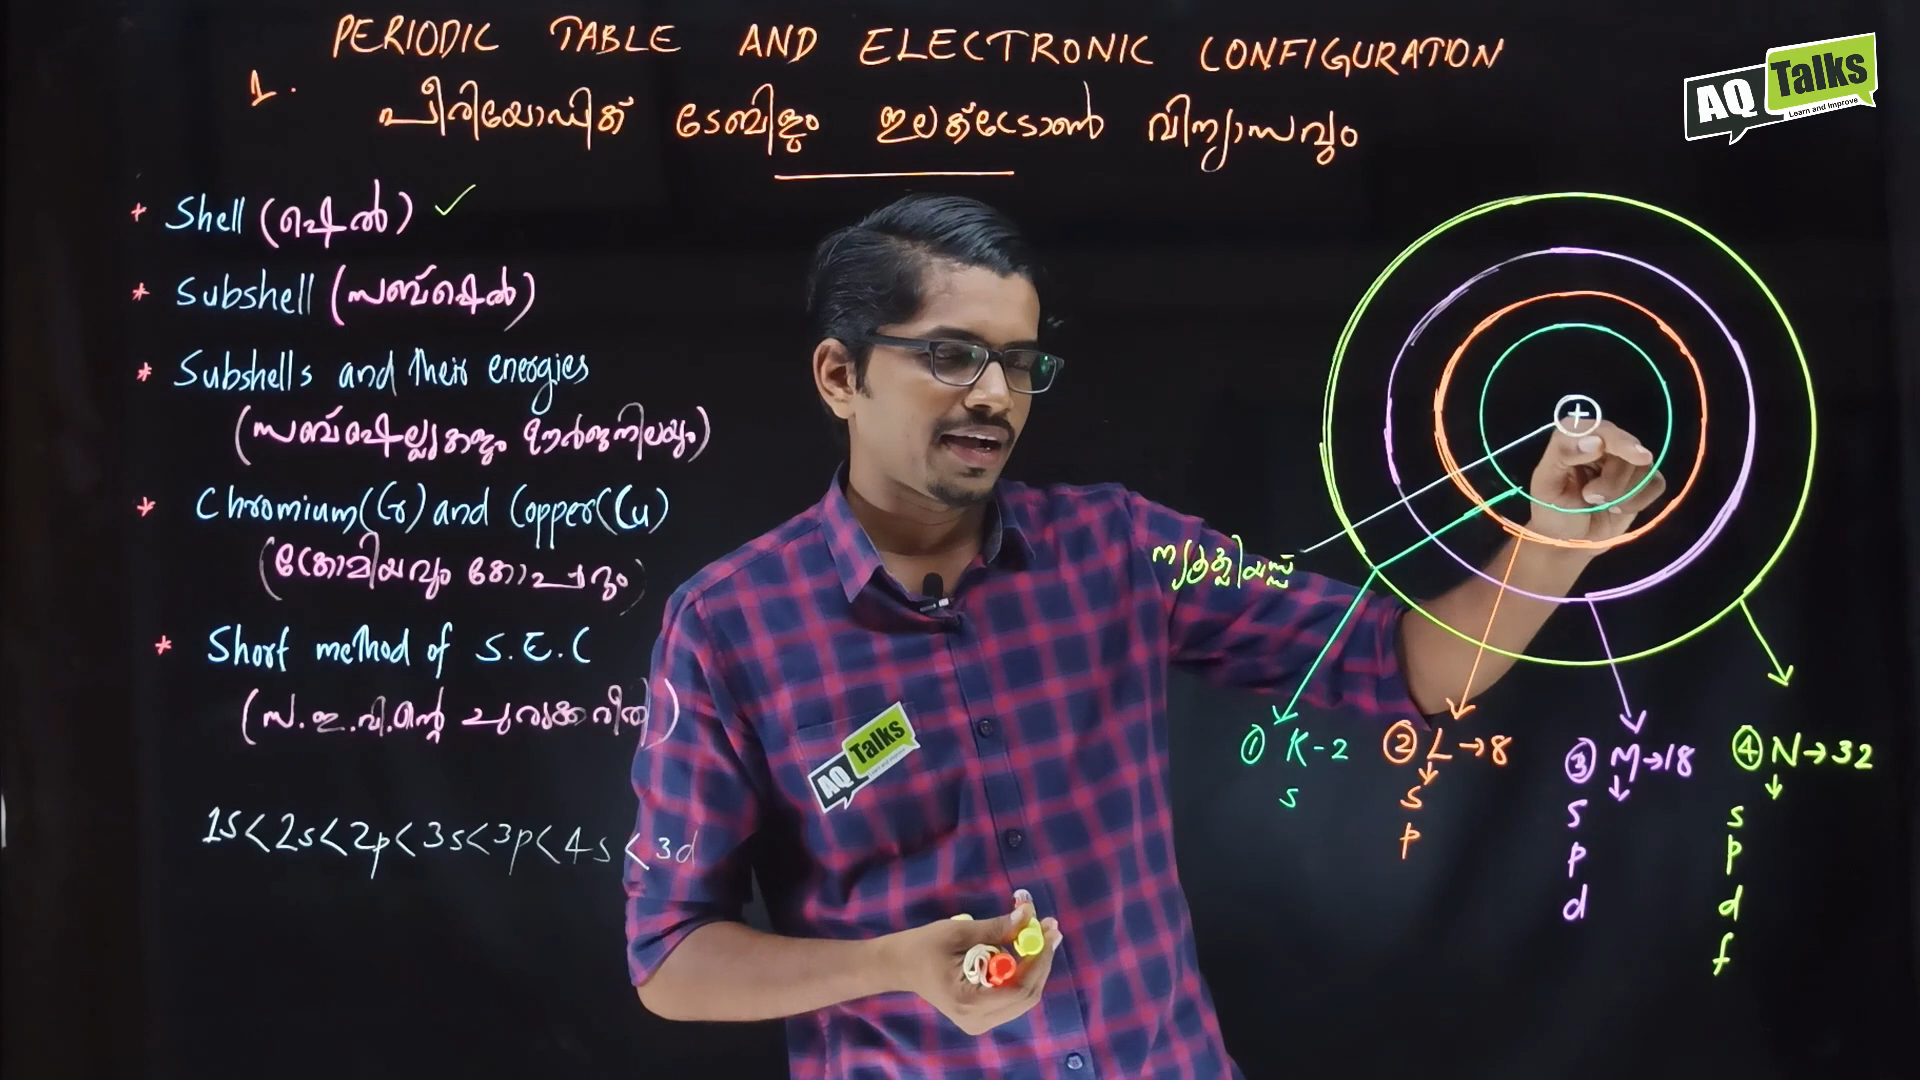 PERIODIC TABLE AND ELECTRONIC CONFIGURATION
1. പീരിയോഡിക് ടേബിളും ഇലക്ട്രോൺ വിന്യാസവും
AQ Talks
Learn and Improve
* Shell (ഷെൽ) ✓
* Subshell (സബ്ഷെൽ)
* Subshells and their energies
(സബ്ഷെല്ലുകളും ഊർജനിലയും)
* Chromium(Cr) and Copper(Cu)
(ക്രോമിയവും കോപ്പറും)
* Short method of S.E.C
(സ.ഇ.വി.ന്റെ ചുരുക്ക
1s<2s<2p<3s<3p<4s<3d
+
ന്യൂക്ലിയസ്സ്
① K-2
s
② L→8
s
p
③ M→18
s
p
d
④ N→32
s
p
d
f
AQ Talks